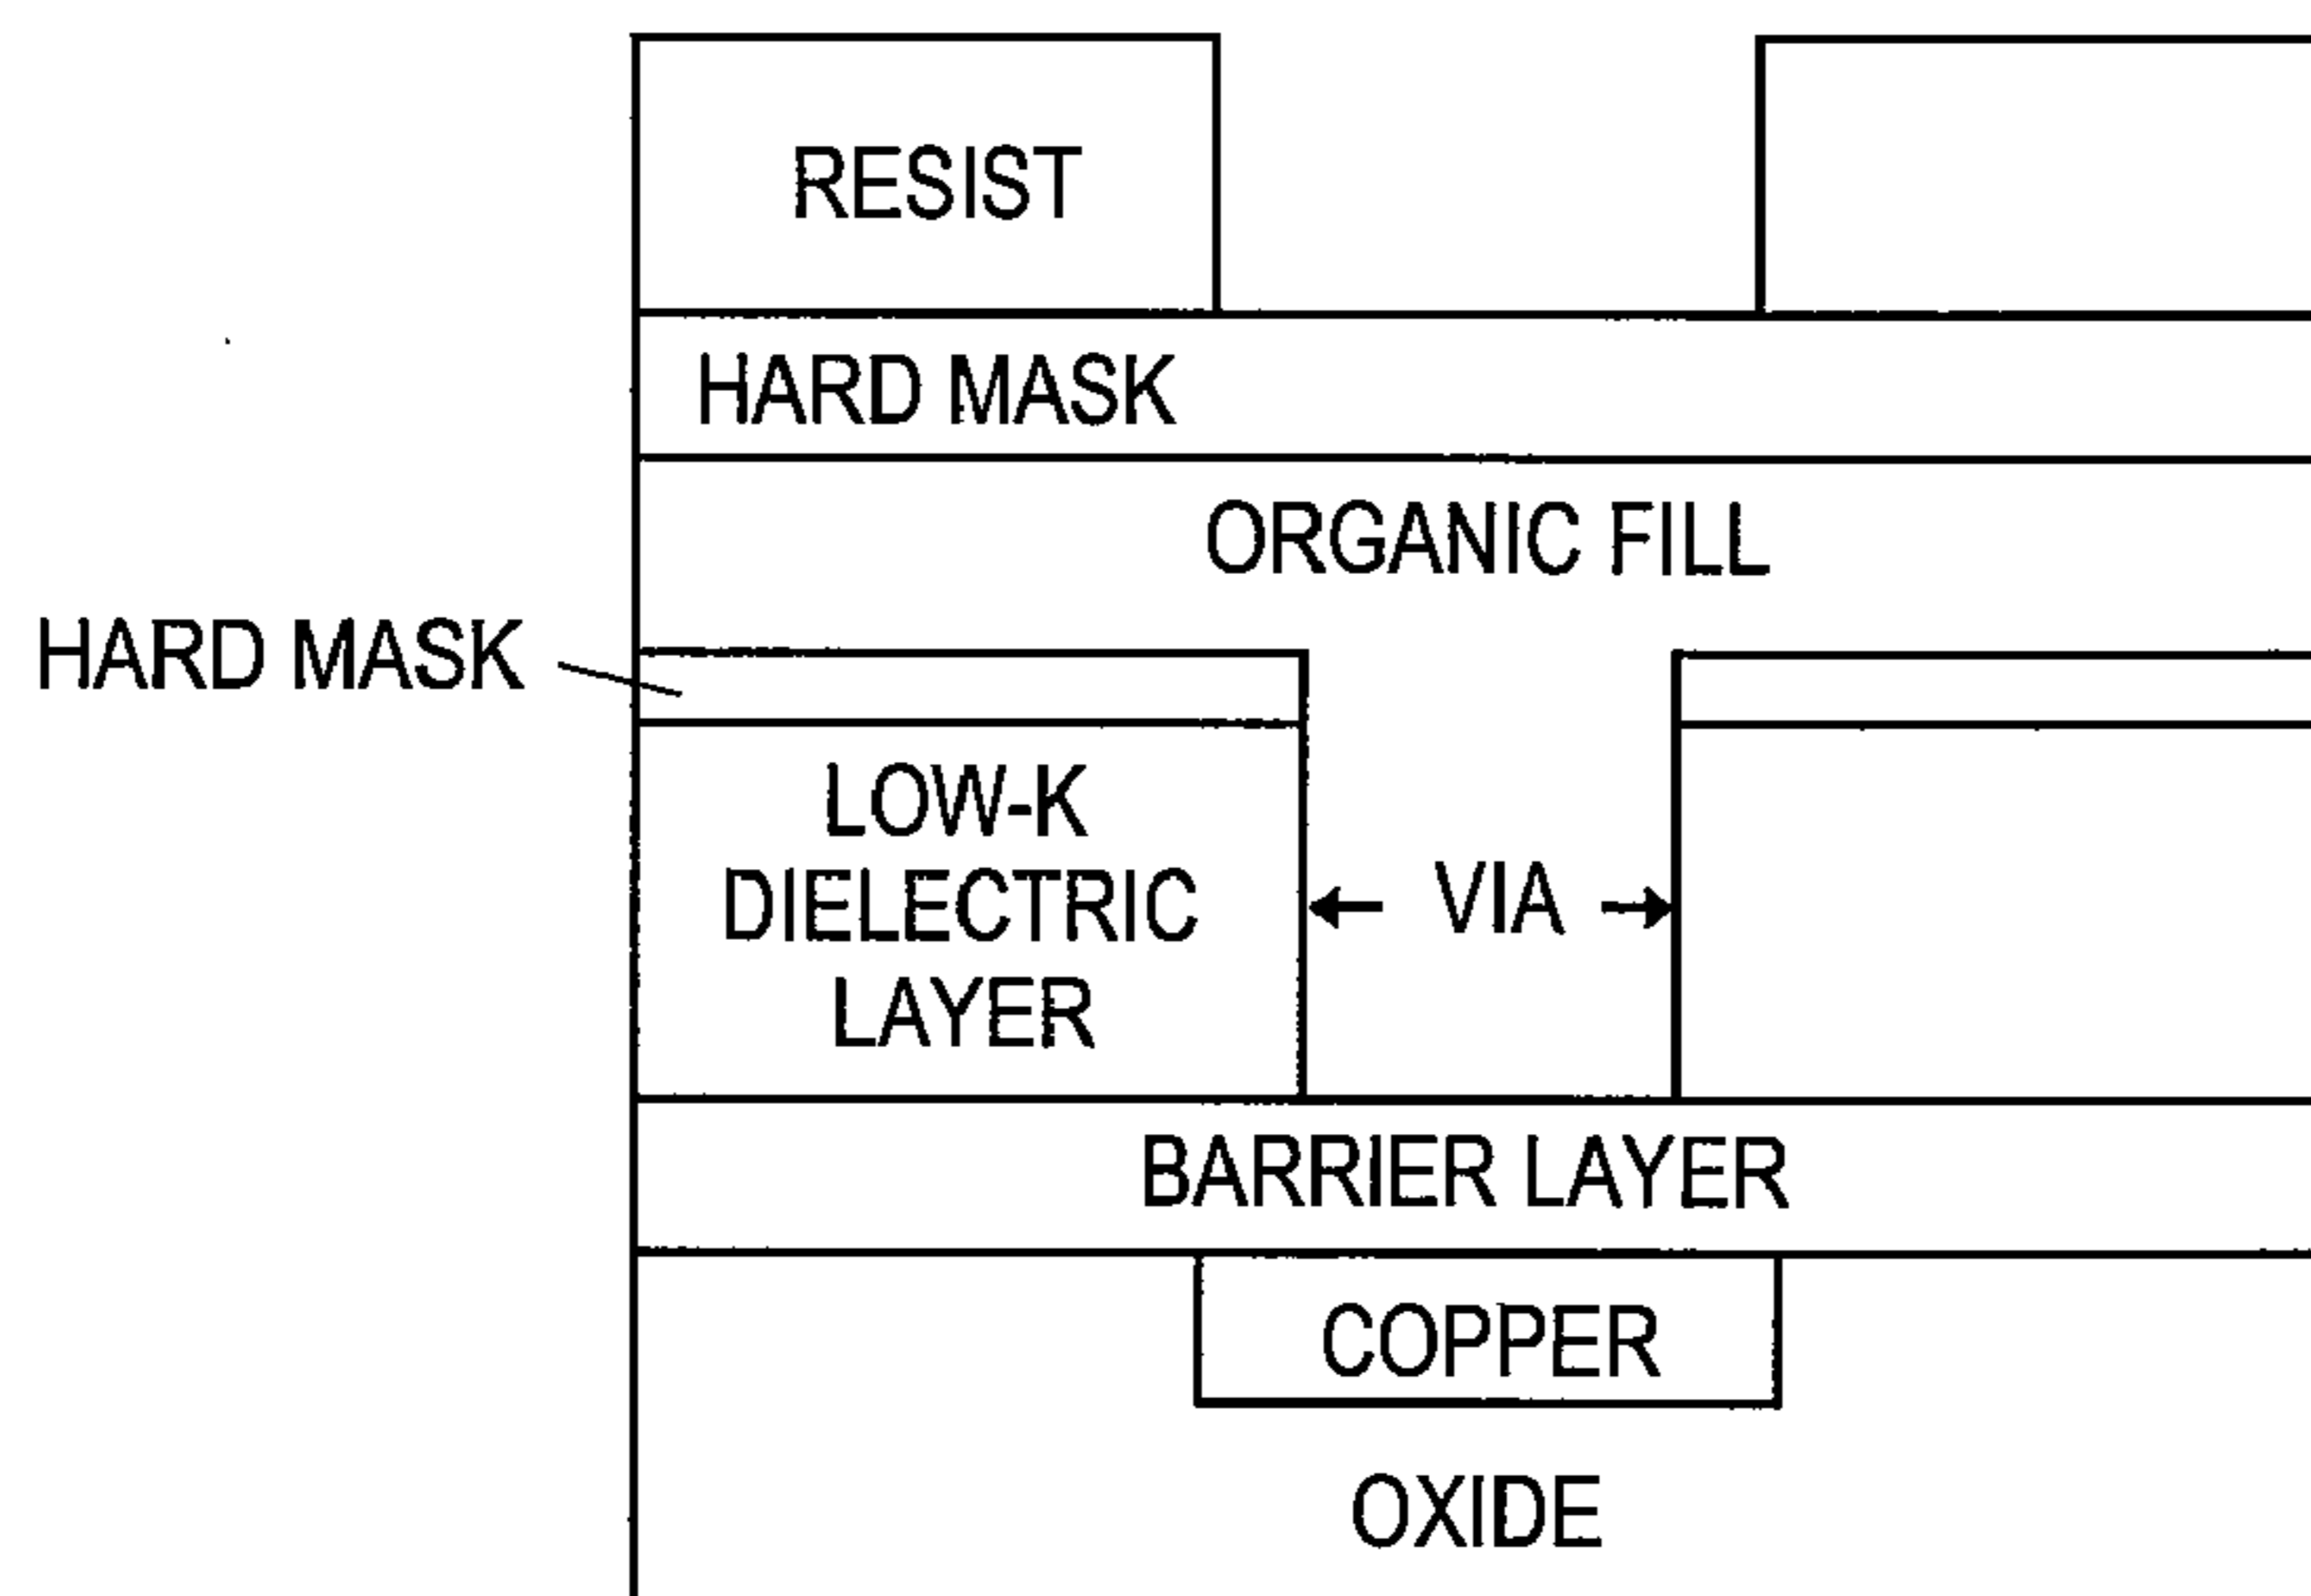 RESIST
HARD MASK
ORGANIC FILL
HARD MASK
LOW-K
DIELECTRIC
LAYER
VIA
BARRIER LAYER
COPPER
OXIDE